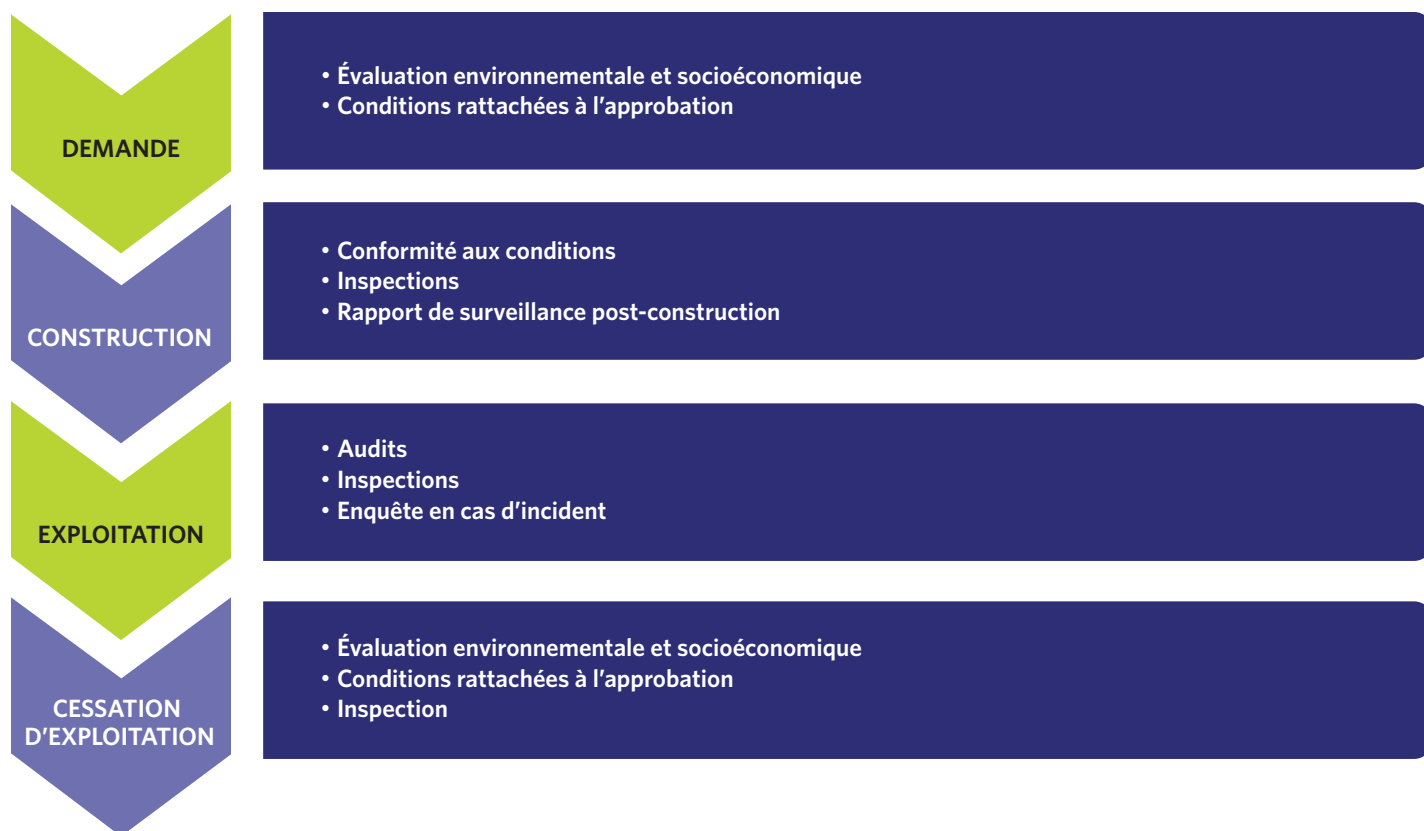 DEMANDE
• Évaluation environnementale et socioéconomique
• Conditions rattachées à l'approbation
CONSTRUCTION
• Conformité aux conditions
• Inspections
• Rapport de surveillance post-construction
EXPLOITATION
• Audits
• Inspections
• Enquête en cas d'incident
CESSATION
D'EXPLOITATION
• Évaluation environnementale et socioéconomique
• Conditions rattachées à l'approbation
• Inspection